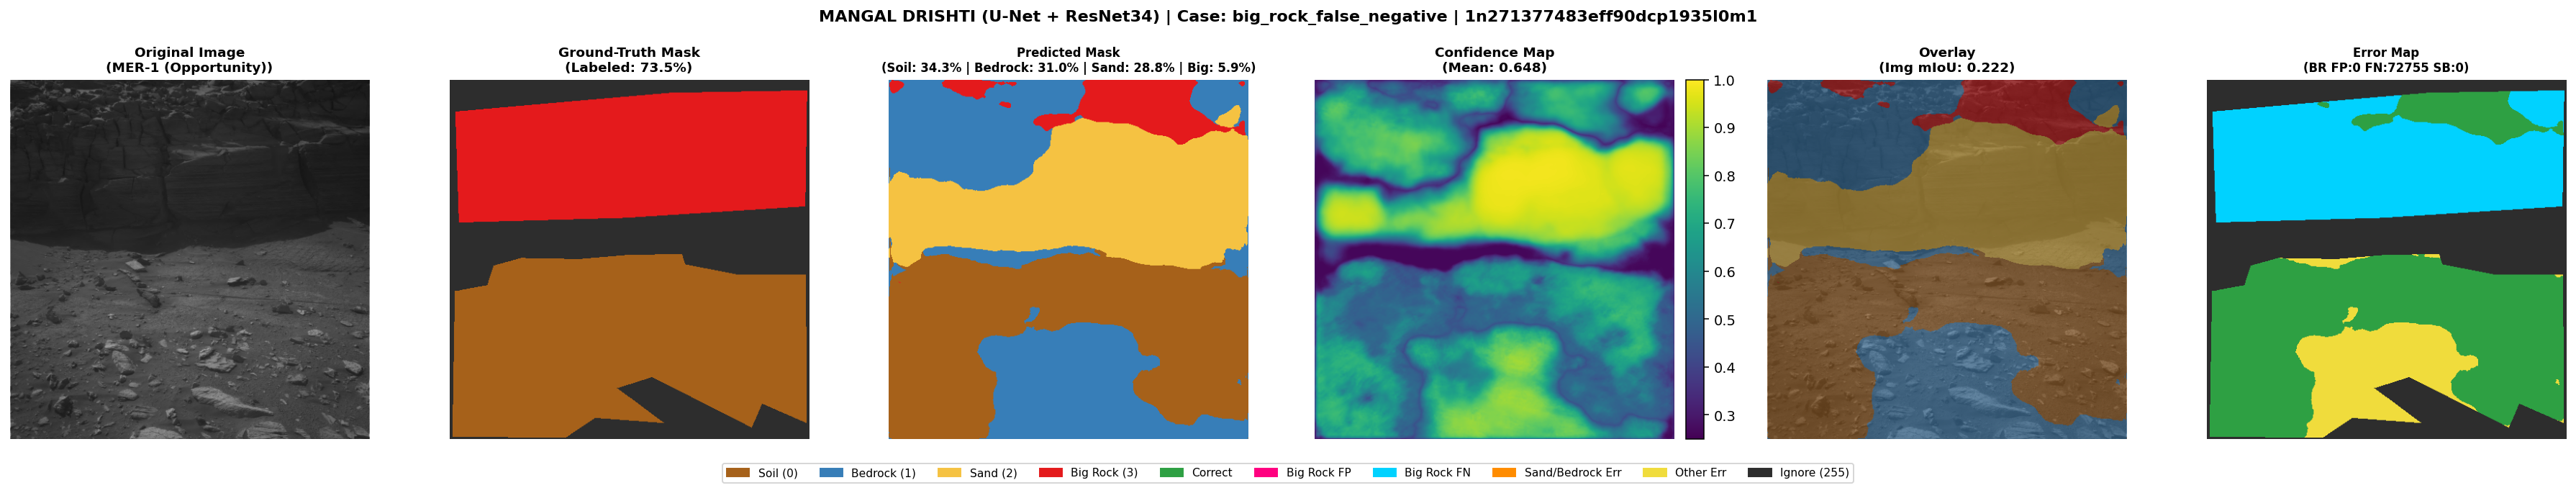 MANGAL DRISHTI (U-Net + ResNet34) | Case: big_rock_false_negative | 1n271377483eff90dcp1935l0m1
Original Image
(MER-1 (Opportunity))
Ground-Truth Mask
(Labeled: 73.5%)
Predicted Mask
(Soil: 34.3% | Bedrock: 31.0% | Sand: 28.8% | Big: 5.9%)
Confidence Map
(Mean: 0.648)
1.0
0.9
0.8
0.7
0.6
0.5
0.4
0.3
Overlay
(Img mIoU: 0.222)
Error Map
(BR FP:0 FN:72755 SB:0)
Soil (0)
Bedrock (1)
Sand (2)
Big Rock (3)
Correct
Big Rock FP
Big Rock FN
Sand/Bedrock Err
Other Err
Ignore (255)